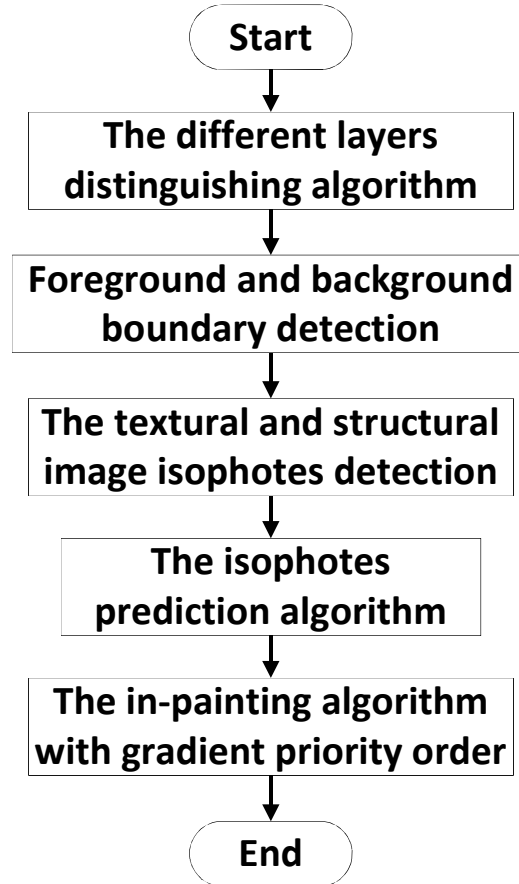 Start
The different layers
distinguishing algorithm
Foreground and background
boundary detection
The textural and structural
image isophotes detection
The isophotes
prediction algorithm
The in-painting algorithm
with gradient priority order
End